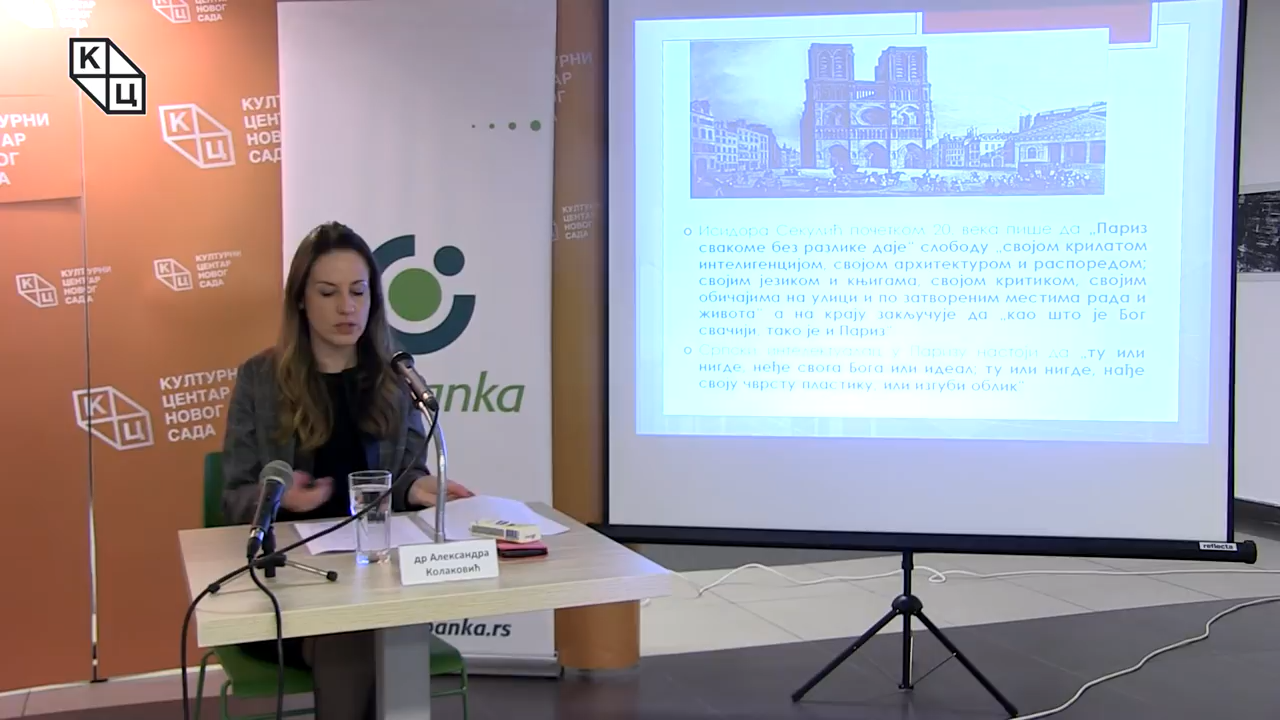 КУЛТУРНИ
ЦЕНТАР
НОВОГ
САДА
К
Ц
К
Ц
КУЛТУРНИ
ЦЕНТАР
НОВОГ
САДА
К
Ц
КУЛТУРНИ
ЦЕНТАР
НОВОГ
САДА
К
Ц
banka.rs
др Александра
Колаковић
Исидора Секулић почетком 20. века пише да „Париз
свакоме без разлике даје“ слободу „својом крилатом
интелигенцијом, својом архитектуром и распоредом;
својим језиком и књигама, својом критиком, својим
обичајима на улици и по затвореним местима рада и
живота“ а на крају закључује да „као што је Бог
свачији, тако је и Париз“
Српски интелектуалац у Паризу настоји да „ту или
нигде, нађе свога Бога или идеал; ту или нигде, нађе
своју чврсту пластику, или изгуби облик“
reflecta